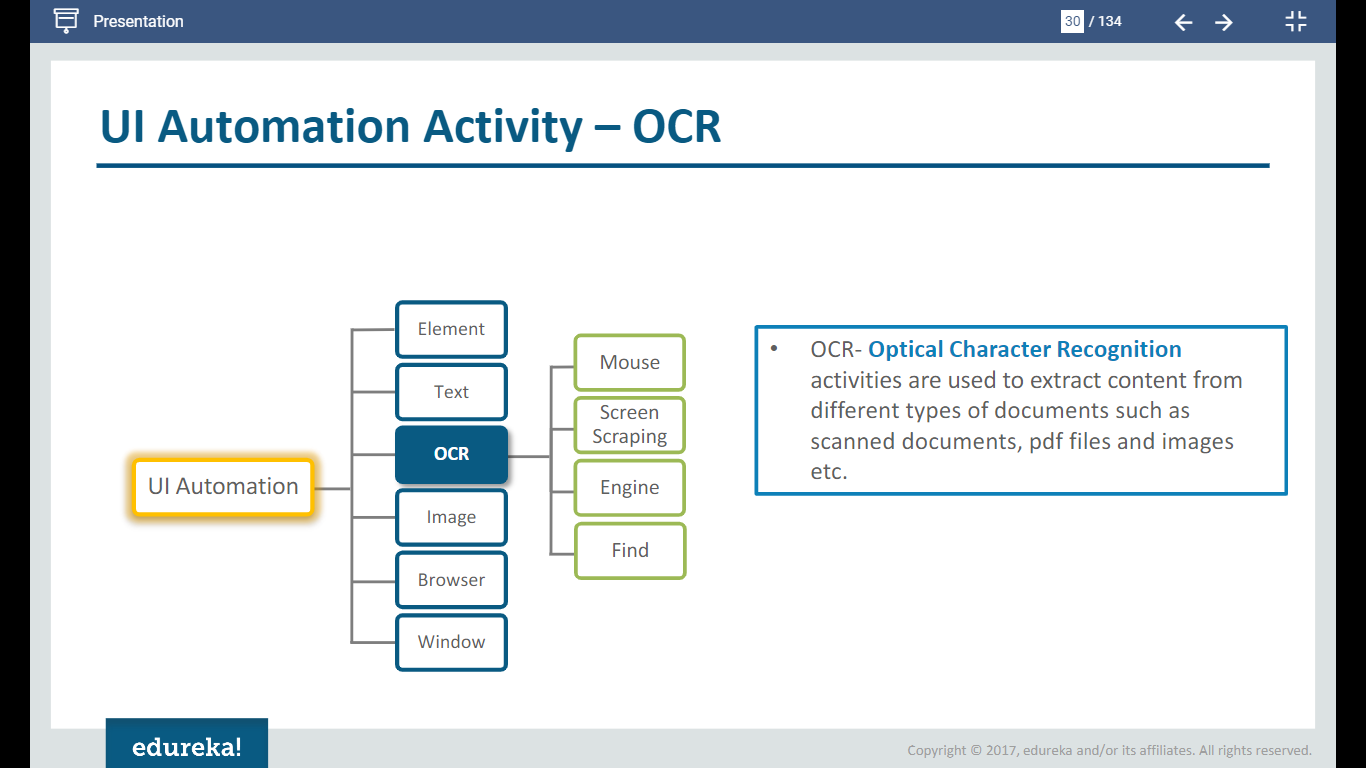 Presentation
30 / 134
UI Automation Activity – OCR
UI Automation
Element
Text
OCR
Image
Browser
Window
Mouse
Screen
Scraping
Engine
Find
• OCR- Optical Character Recognition
activities are used to extract content from
different types of documents such as
scanned documents, pdf files and images
etc.
edureka!
Copyright © 2017, edureka and/or its affiliates. All rights reserved.